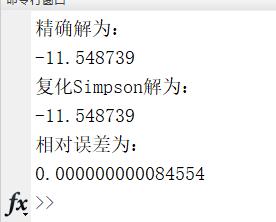 精确解为:
-11.548739
复化Simpson解为:
-11.548739
相对误差为:
0.000000000084554
fx >>